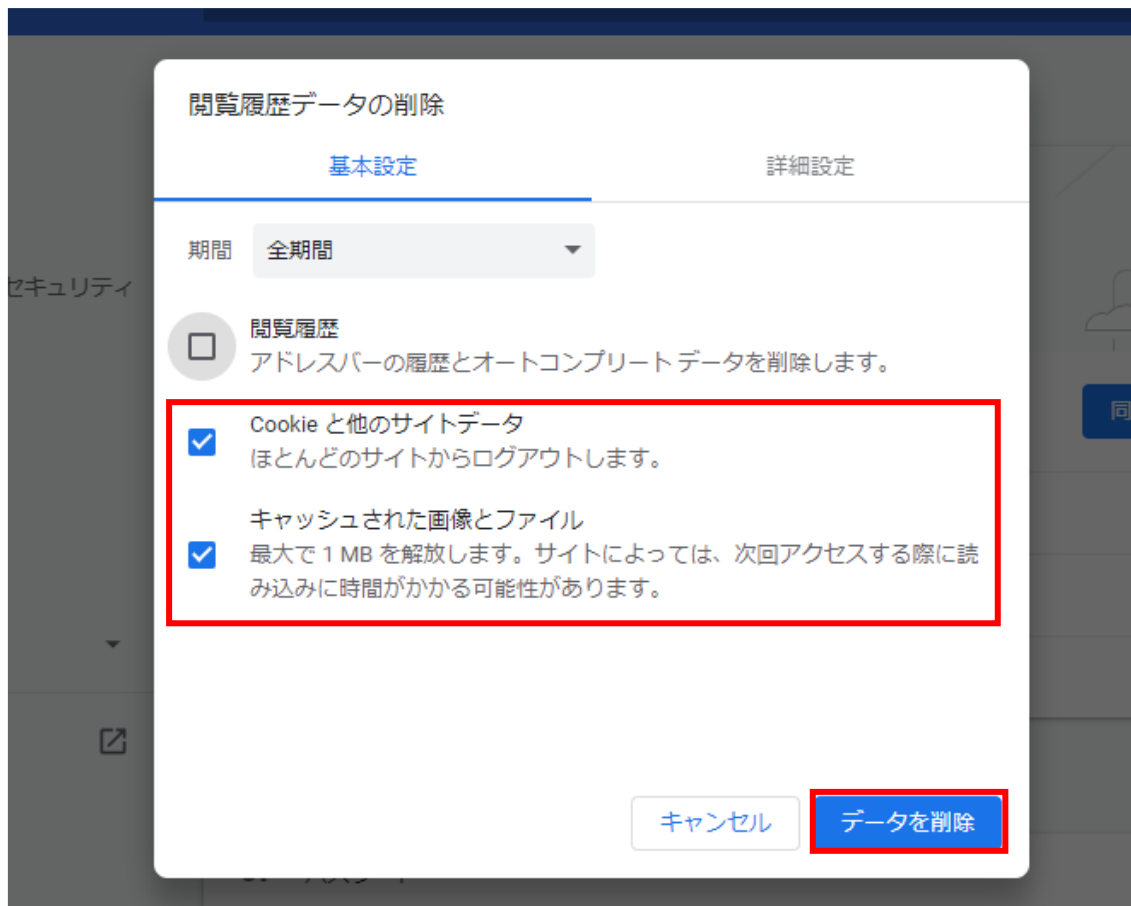 閲覧履歴データの削除
基本設定
詳細設定
期間
全期間
セキュリティ
閲覧履歴
アドレスバーの履歴とオートコンプリート データを削除します。
Cookie と他のサイトデータ
ほとんどのサイトからログアウトします。
同
キャッシュされた画像とファイル
最大で 1 MB を解放します。サイトによっては、次回アクセスする際に読
み込みに時間がかかる可能性があります。
キャンセル
データを削除